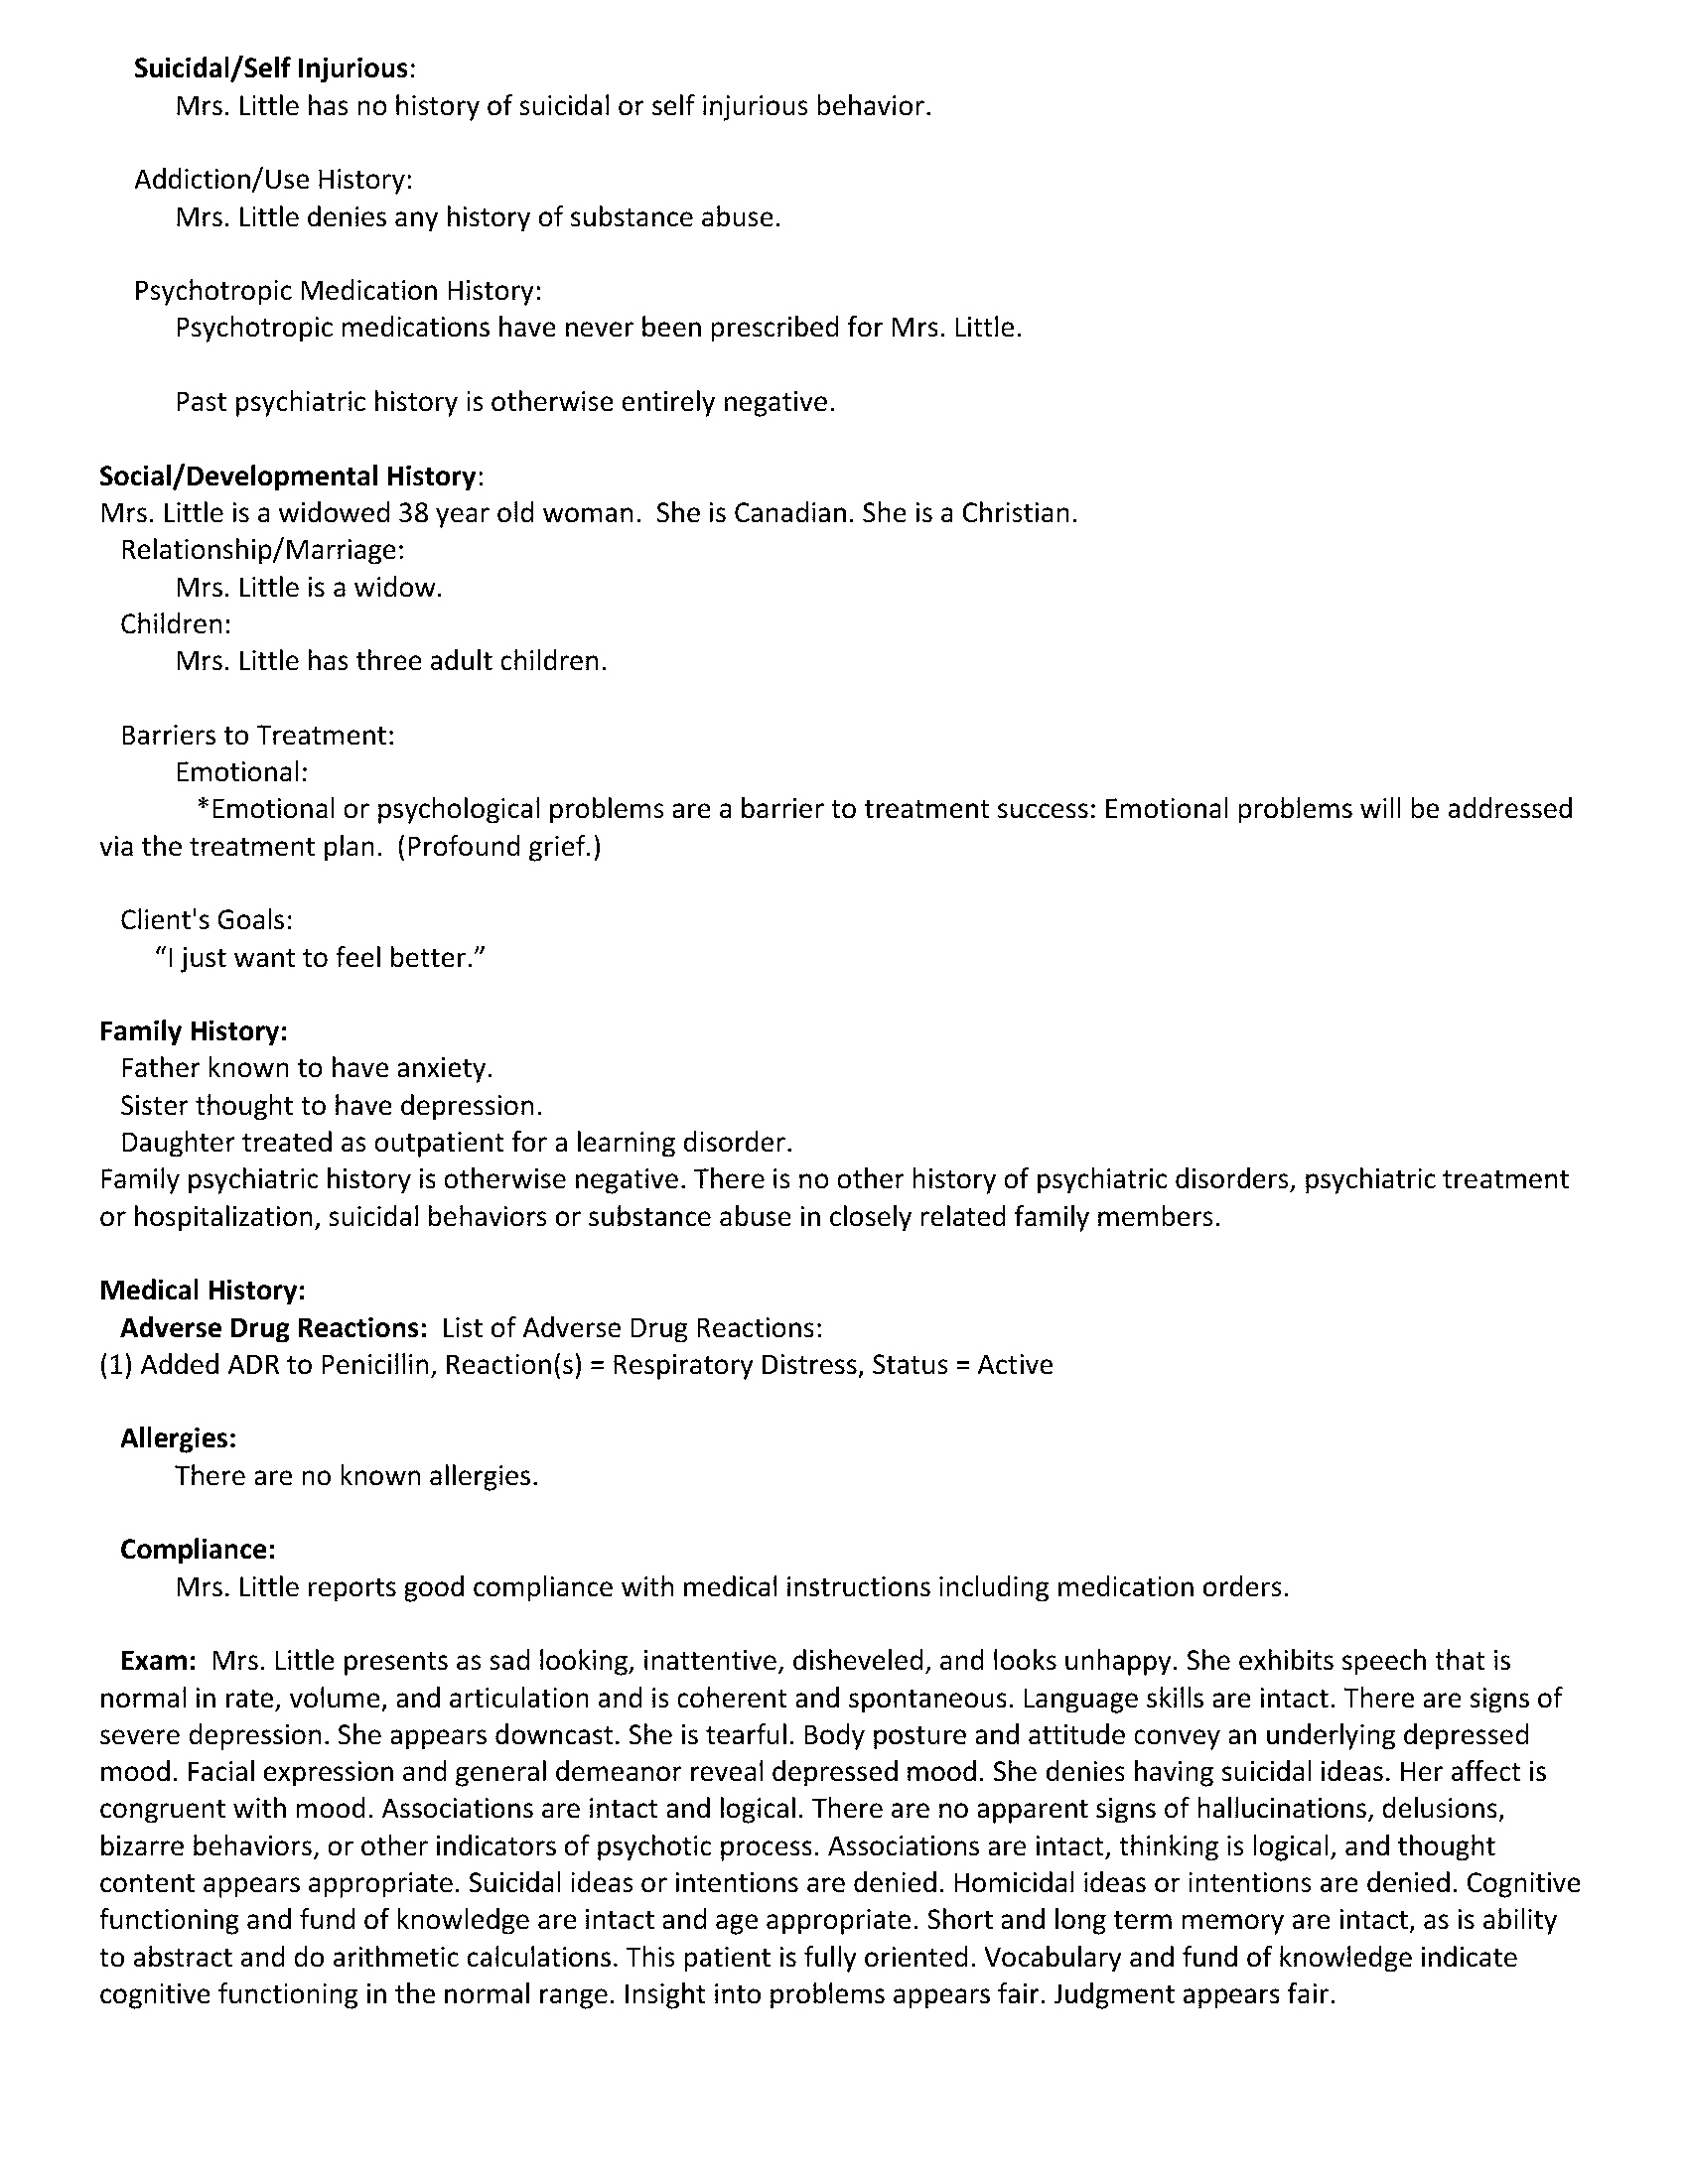 Suicidal/Self Injurious:
Mrs. Little has no history of suicidal or self injurious behavior.
Addiction/Use History:
Mrs. Little denies any history of substance abuse.
Psychotropic Medication History:
Psychotropic medications have never been prescribed for Mrs. Little.
Past psychiatric history is otherwise entirely negative.
Social/Developmental History:
Mrs. Little is a widowed 38 year old woman.  She is Canadian. She is a Christian.
Relationship/Marriage:
Mrs. Little is a widow.
Children:
Mrs. Little has three adult children.
Barriers to Treatment:
Emotional:
*Emotional or psychological problems are a barrier to treatment success: Emotional problems will be addressed
via the treatment plan.  (Profound grief.)
Client's Goals:
“I just want to feel better.”
Family History:
Father known to have anxiety.
Sister thought to have depression.
Daughter treated as outpatient for a learning disorder.
Family psychiatric history is otherwise negative. There is no other history of psychiatric disorders, psychiatric treatment
or hospitalization, suicidal behaviors or substance abuse in closely related family members.
Medical History:
Adverse Drug Reactions:  List of Adverse Drug Reactions:
(1) Added ADR to Penicillin, Reaction(s) = Respiratory Distress, Status = Active
Allergies:
There are no known allergies.
Compliance:
Mrs. Little reports good compliance with medical instructions including medication orders.
Exam:  Mrs. Little presents as sad looking, inattentive, disheveled, and looks unhappy. She exhibits speech that is
normal in rate, volume, and articulation and is coherent and spontaneous. Language skills are intact. There are signs of
severe depression. She appears downcast. She is tearful. Body posture and attitude convey an underlying depressed
mood. Facial expression and general demeanor reveal depressed mood. She denies having suicidal ideas. Her affect is
congruent with mood. Associations are intact and logical. There are no apparent signs of hallucinations, delusions,
bizarre behaviors, or other indicators of psychotic process. Associations are intact, thinking is logical, and thought
content appears appropriate. Suicidal ideas or intentions are denied. Homicidal ideas or intentions are denied. Cognitive
functioning and fund of knowledge are intact and age appropriate. Short and long term memory are intact, as is ability
to abstract and do arithmetic calculations. This patient is fully oriented. Vocabulary and fund of knowledge indicate
cognitive functioning in the normal range. Insight into problems appears fair. Judgment appears fair.